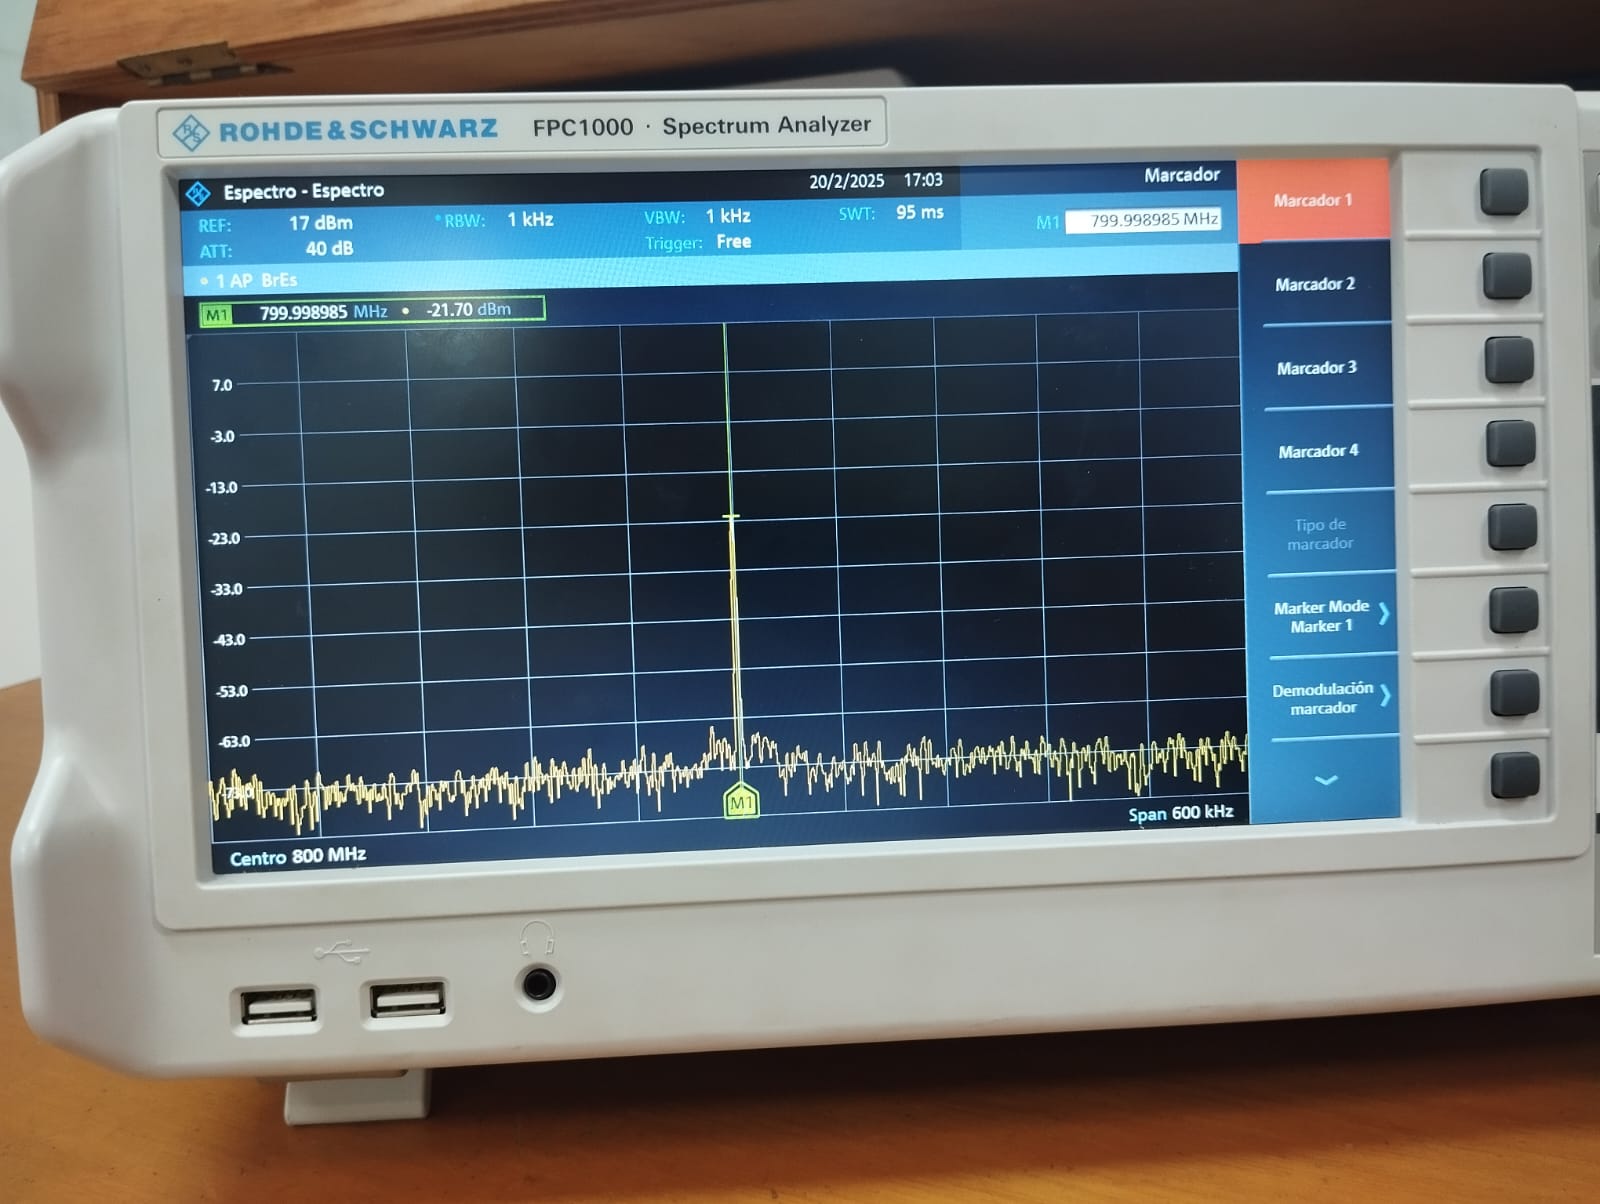 ROHDE&SCHWARZ FPC1000 · Spectrum Analyzer
Espectro - Espectro 20/2/2025 17:03 Marcador
REF: 17 dBm RBW: 1 kHz VBW: 1 kHz SWT: 95 ms M1 799.998985 MHz
ATT: 40 dB Trigger: Free
1 AP BrEs
M1 799.998985 MHz • -21.70 dBm
7.0
-3.0
-13.0
-23.0
-33.0
-43.0
-53.0
-63.0
-73.0
M1
Centro 800 MHz Span 600 kHz
Marcador 1
Marcador 2
Marcador 3
Marcador 4
Tipo de
marcador
Marker Mode
Marker 1
Demodulación
marcador